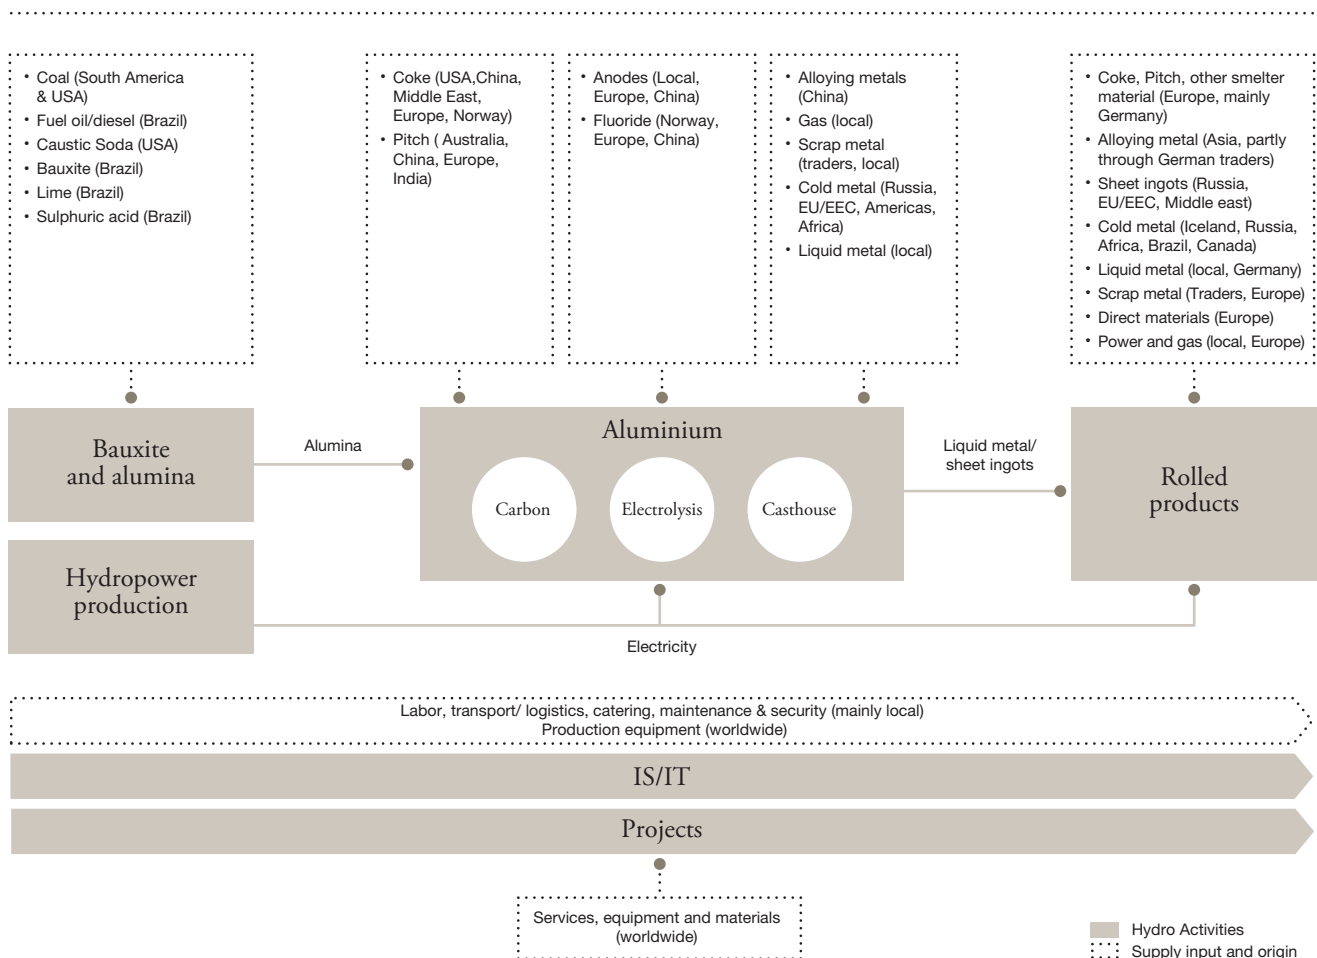 • Coal (South America
& USA)
• Fuel oil/diesel (Brazil)
• Caustic Soda (USA)
• Bauxite (Brazil)
• Lime (Brazil)
• Sulphuric acid (Brazil)
• Coke (USA,China,
Middle East,
Europe, Norway)
• Pitch ( Australia,
China, Europe,
India)
• Anodes (Local,
Europe, China)
• Fluoride (Norway,
Europe, China)
• Alloying metals
(China)
• Gas (local)
• Scrap metal
(traders, local)
• Cold metal (Russia,
EU/EEC, Americas,
Africa)
• Liquid metal (local)
• Coke, Pitch, other smelter
material (Europe, mainly
Germany)
• Alloying metal (Asia, partly
through German traders)
• Sheet ingots (Russia,
EU/EEC, Middle east)
• Cold metal (Iceland, Russia,
Africa, Brazil, Canada)
• Liquid metal (local, Germany)
• Scrap metal (Traders, Europe)
• Direct materials (Europe)
• Power and gas (local, Europe)
Bauxite
and alumina
Alumina
Aluminium
Carbon
Electrolysis
Casthouse
Liquid metal/
sheet ingots
Rolled
products
Hydropower
production
Electricity
Labor, transport/ logistics, catering, maintenance & security (mainly local)
Production equipment (worldwide)
IS/IT
Projects
Services, equipment and materials
(worldwide)
Hydro Activities
Supply input and origin